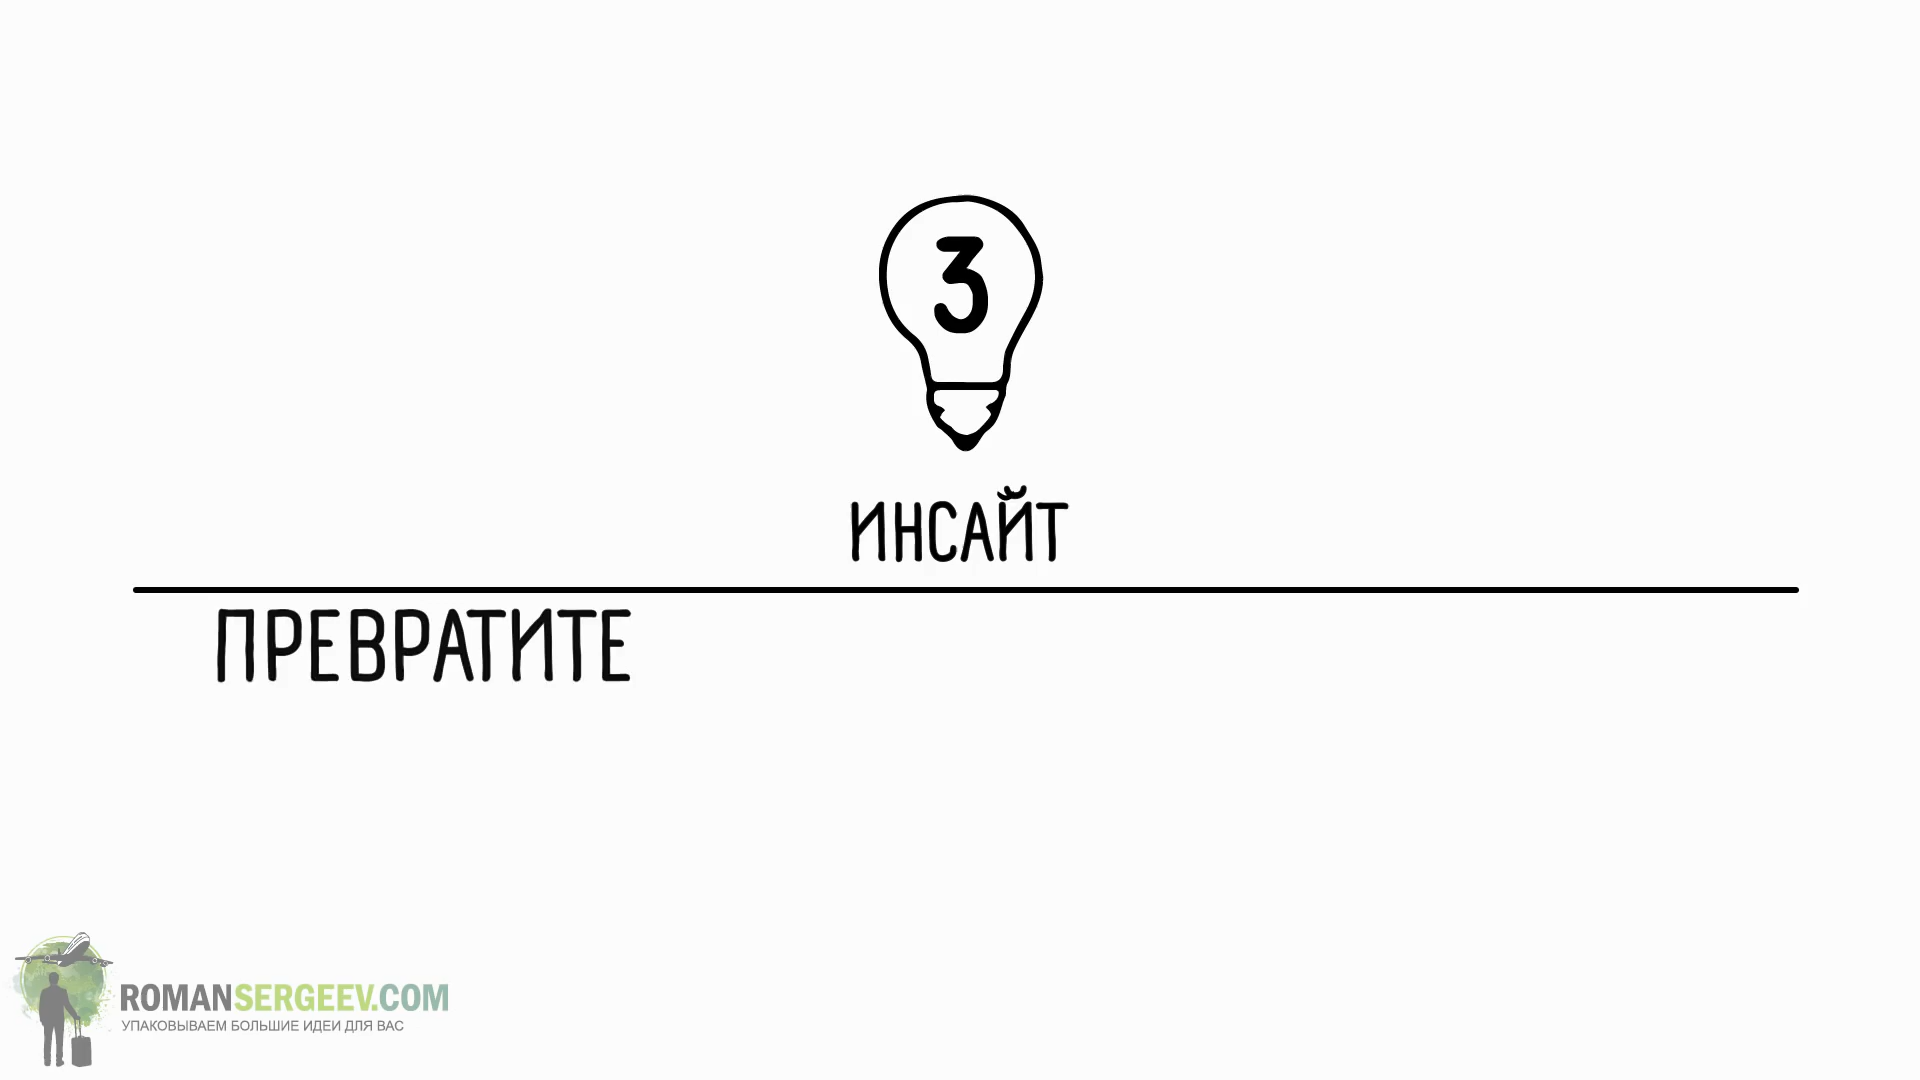 3
ИНСАЙТ
ПРЕВРАТИТЕ
ROMANSERGEEV.COM
УПАКОВЫВАЕМ БОЛЬШИЕ ИДЕИ ДЛЯ ВАС